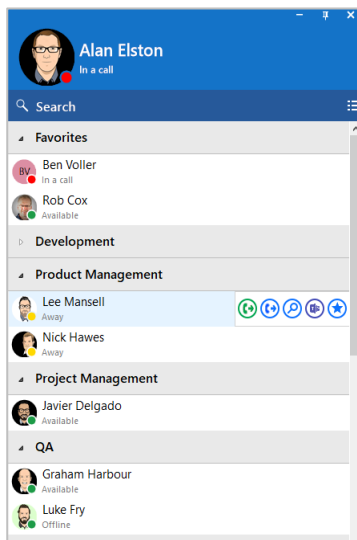 Alan Elston
In a call
Search
Favorites
BV
Ben Voller
In a call
Rob Cox
Available
Development
Product Management
Lee Mansell
Away
Nick Hawes
Away
Project Management
Javier Delgado
Available
QA
Graham Harbour
Available
Luke Fry
Offline